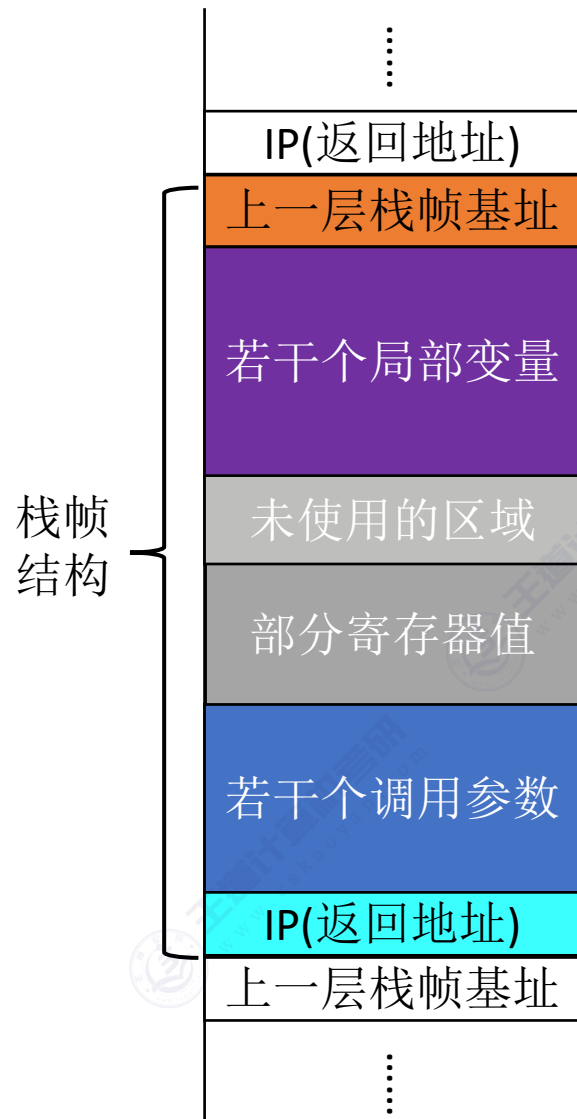 ......
IP(返回地址)
上一层栈帧基址
若干个局部变量
未使用的区域
栈帧
结构
部分寄存器值
若干个调用参数
IP(返回地址)
上一层栈帧基址
......